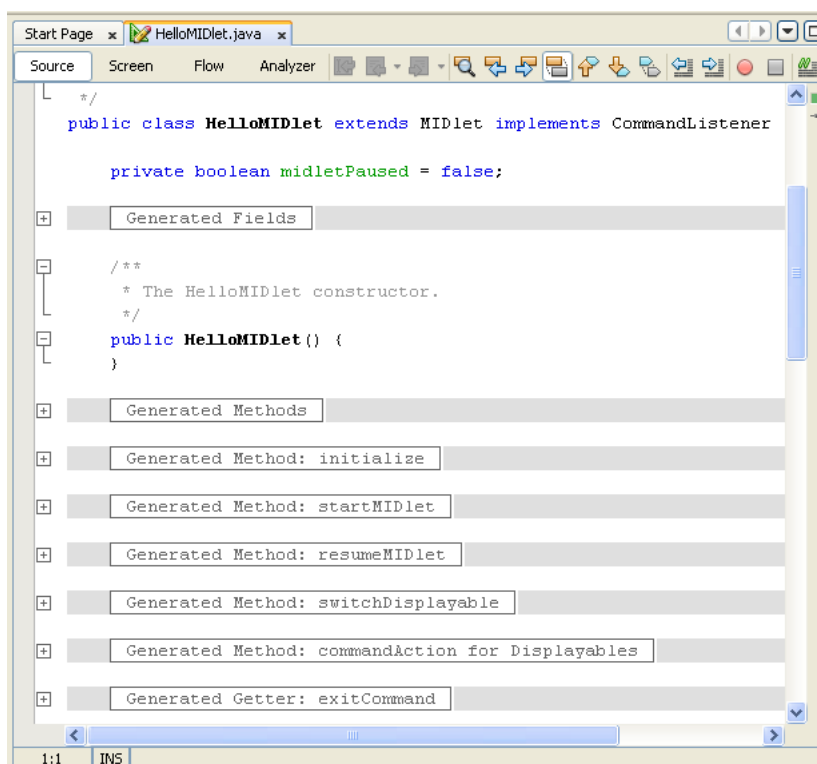 Start Page x HelloMIDlet.java x
Source Screen Flow Analyzer
*/
public class HelloMIDlet extends MIDlet implements CommandListener
private boolean midletPaused = false;
Generated Fields
/**
* The HelloMIDlet constructor.
*/
public HelloMIDlet() {
}
Generated Methods
Generated Method: initialize
Generated Method: startMIDlet
Generated Method: resumeMIDlet
Generated Method: switchDisplayable
Generated Method: commandAction for Displayables
Generated Getter: exitCommand
1:1 INS